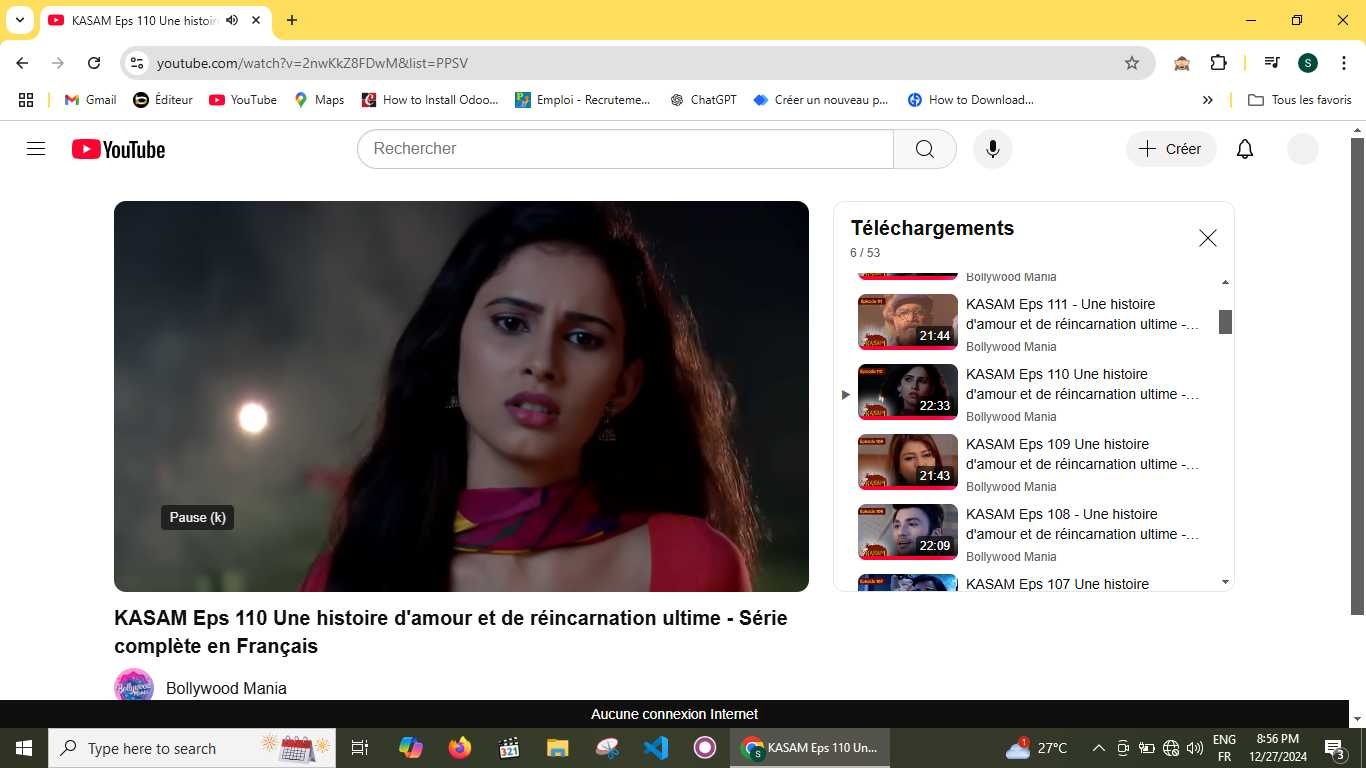 KASAM Eps 110 Une histoir
youtube.com/watch?v=2nwKkZ8FDwM&list=PPSV
S
Gmail
Éditeur
YouTube
Maps
How to Install Odoo...
Emploi - Recruteme...
ChatGPT
Créer un nouveau p...
How to Download...
Tous les favoris
YouTube
Rechercher
Créer
Pause (k)
Téléchargements
6 / 53
Bollywood Mania
KASAM Eps 111 - Une histoire
d'amour et de réincarnation ultime -...
21:44
Bollywood Mania
KASAM Eps 110 Une histoire
d'amour et de réincarnation ultime -...
22:33
Bollywood Mania
KASAM Eps 109 Une histoire
d'amour et de réincarnation ultime -...
21:43
Bollywood Mania
KASAM Eps 108 - Une histoire
d'amour et de réincarnation ultime -...
22:09
Bollywood Mania
KASAM Eps 107 Une histoire
KASAM Eps 110 Une histoire d'amour et de réincarnation ultime - Série
complète en Français
Bollywood Mania
Aucune connexion Internet
Type here to search
KASAM Eps 110 Un...
27°C
ENG
FR
8:56 PM
12/27/2024
3